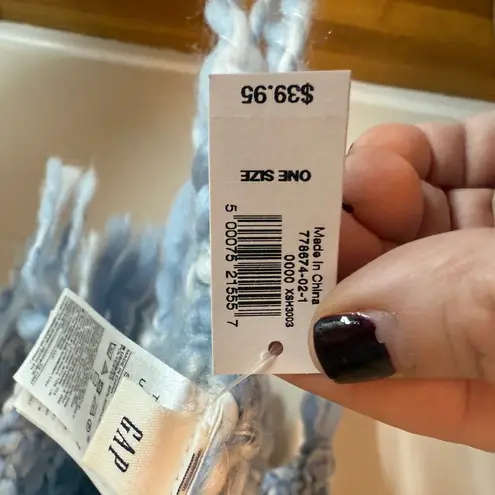 $39.95
ONE SIZE
5 00075 21555 7
Made In China
778674-02-1
0000 XSH3003
GAP